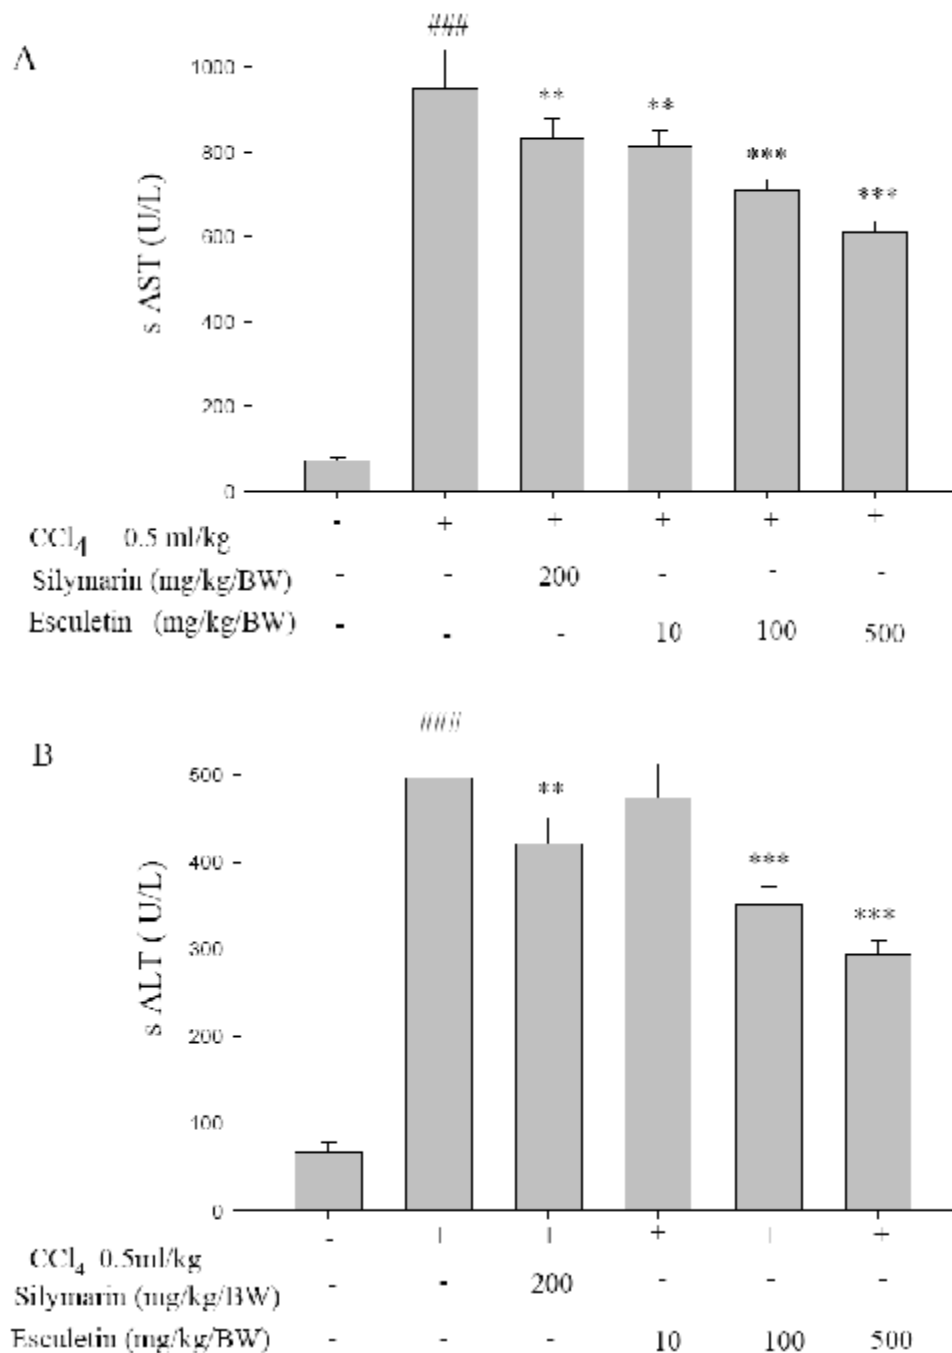 A
###
1000
**
**
800
***
***
s AST (U/L)
600
400
200
0
- + + + + +
CCl4 0.5 ml/kg
Silymarin (mg/kg/BW) - - 200 - - -
Esculetin (mg/kg/BW) - - - 10 100 500
B
###
500
**
400
***
***
s ALT ( U/L)
300
200
100
0
- + + + + +
CCl4 0.5ml/kg
Silymarin (mg/kg/BW) - - 200 - - -
Esculetin (mg/kg/BW) - - - 10 100 500